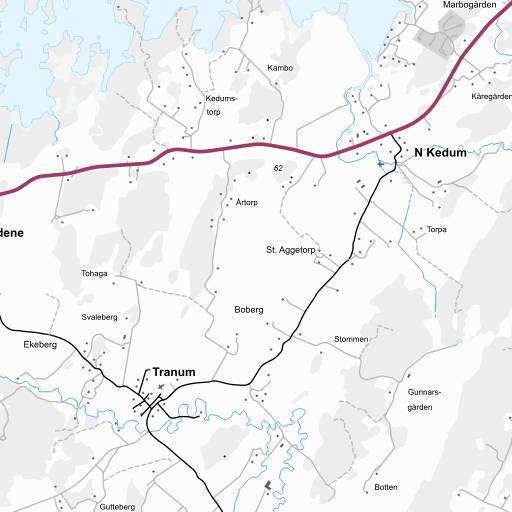 Marbogården
Kambo
Kedums-
torp
Käregården
N Kedum
62
Årtorp
dene
Torpa
St. Aggetorp
Tohaga
Svaleberg
Boberg
Ekeberg
Stommen
Tranum
Gunnars-
gården
Botten
Gutteberg